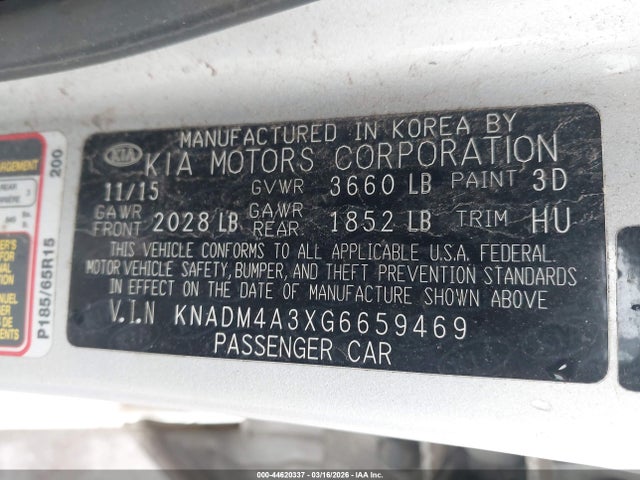 MANUFACTURED IN KOREA BY
KIA KIA MOTORS CORPORATION
11/15 GVWR 3660 LB PAINT 3D
GAWR FRONT 2028 LB GAWR REAR 1852 LB TRIM HU
THIS VEHICLE CONFORMS TO ALL APPLICABLE U.S.A. FEDERAL
MOTOR VEHICLE SAFETY, BUMPER, AND THEFT PREVENTION STANDARDS
IN EFFECT ON THE DATE OF MANUFACTURE SHOWN ABOVE
V.I.N KNADM4A3XG6659469
PASSENGER CAR
200
P185/65R15
REAR
3
000-44620337 - 03/16/2026 - IAA Inc.